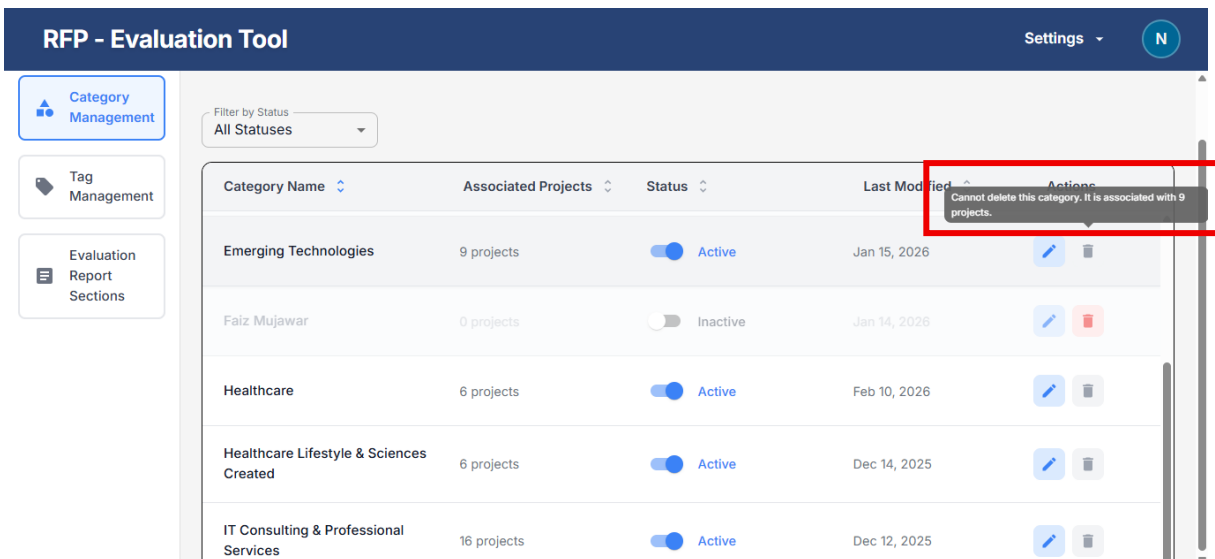 RFP - Evaluation Tool
Settings
N
Category
Management
Tag
Management
Evaluation
Report
Sections
Filter by Status
All Statuses
Category Name Associated Projects Status Last Modified Actions
Cannot delete this category. It is associated with 9
projects.
Emerging Technologies 9 projects Active Jan 15, 2026
Faiz Mujawar 0 projects Inactive Jan 14, 2026
Healthcare 6 projects Active Feb 10, 2026
Healthcare Lifestyle & Sciences
Created 6 projects Active Dec 14, 2025
IT Consulting & Professional
Services 16 projects Active Dec 12, 2025